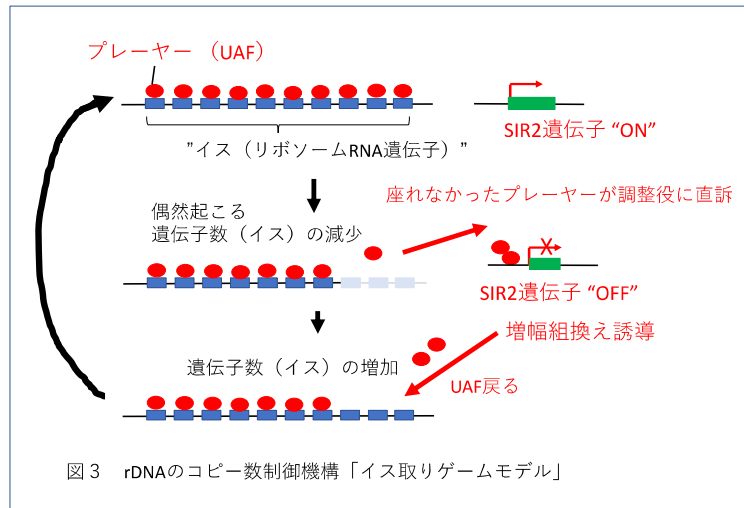 プレーヤー （UAF）
SIR2遺伝子 “ON”
”イス（リボソームRNA遺伝子）”
座れなかったプレーヤーが調整役に直訴
偶然起こる
遺伝子数（イス）の減少
SIR2遺伝子 “OFF”
増幅組換え誘導
遺伝子数（イス）の増加
UAF戻る
図３　rDNAのコピー数制御機構「イス取りゲームモデル」